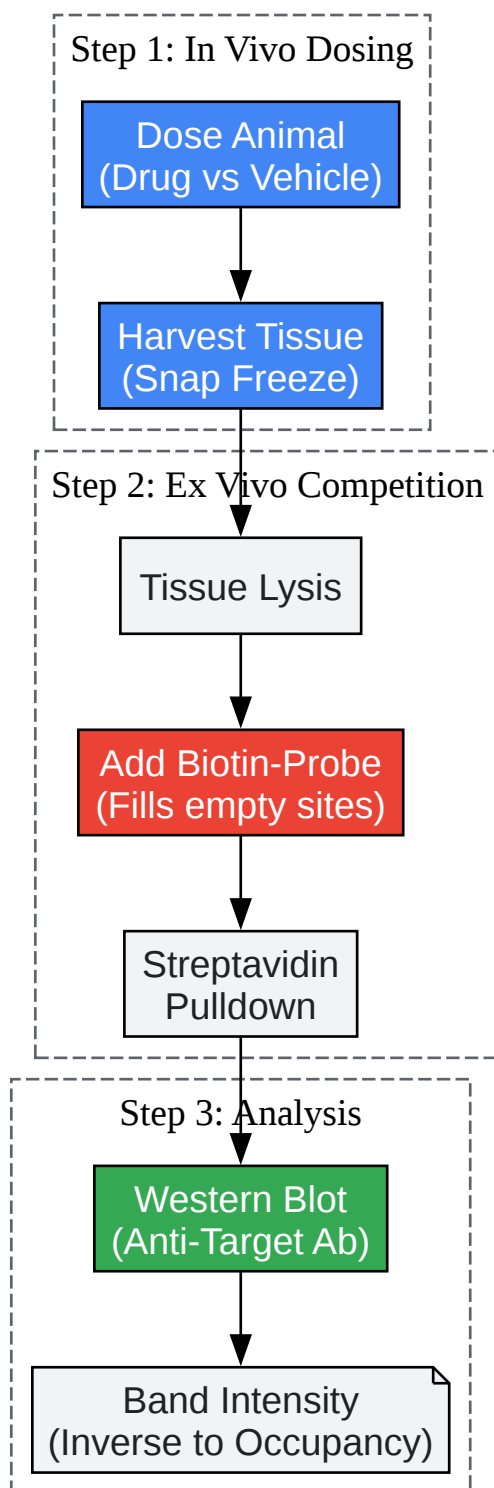 Step 1: In Vivo Dosing
Dose Animal
(Drug vs Vehicle)
Harvest Tissue
(Snap Freeze)
Step 2: Ex Vivo Competition
Tissue Lysis
Add Biotin-Probe
(Fills empty sites)
Streptavidin
Pulldown
Step 3: Analysis
Western Blot
(Anti-Target Ab)
Band Intensity
(Inverse to Occupancy)